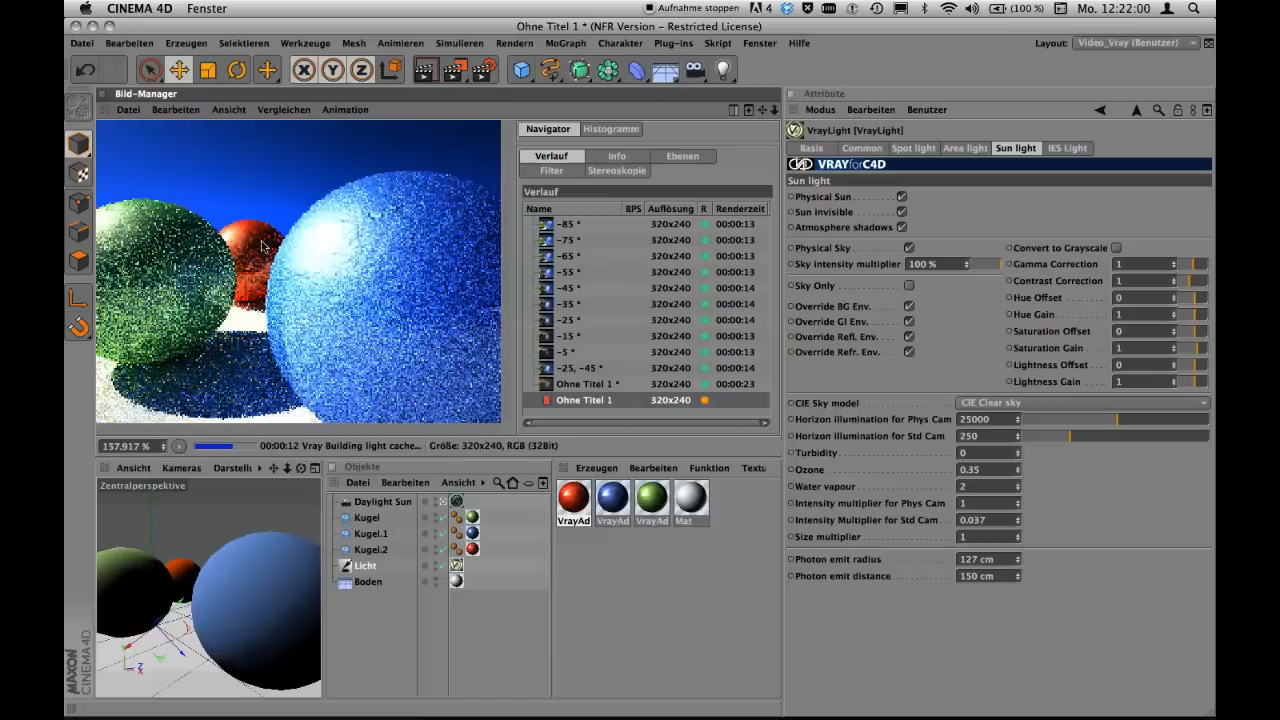 CINEMA 4D Fenster Aufnahme stoppen 4 (100 %) Mo. 12:22:00
Ohne Titel 1 * (NFR Version - Restricted License)
Datei Bearbeiten Erzeugen Selektieren Werkzeuge Mesh Animieren Simulieren Rendern MoGraph Charakter Plug-ins Skript Fenster Hilfe Layout: Video_Vray (Benutzer)
X Y Z
Bild-Manager
Datei Bearbeiten Ansicht Vergleichen Animation
Navigator Histogramm
Verlauf Info Ebenen
Filter Stereoskopie
Verlauf
Name BPS Auflösung R Renderzeit
-85 * 320x240 00:00:13
-75 * 320x240 00:00:13
-65 * 320x240 00:00:13
-55 * 320x240 00:00:13
-45 * 320x240 00:00:14
-35 * 320x240 00:00:14
-25 * 320x240 00:00:14
-15 * 320x240 00:00:13
-5 * 320x240 00:00:13
-25, -45 * 320x240 00:00:14
Ohne Titel 1 * 320x240 00:00:23
Ohne Titel 1 320x240
157.917 % 00:00:12 Vray Building light cache... Größe: 320x240, RGB (32Bit)
Ansicht Kameras Darstell
Zentralperspektive
Z
X
MAXON
CINEMA 4D
Objekte
Datei Bearbeiten Ansicht
Daylight Sun
Kugel
Kugel.1
Kugel.2
Licht
Boden
Erzeugen Bearbeiten Funktion Textu
VrayAd VrayAd VrayAd Mat
Attribute
Modus Bearbeiten Benutzer
VrayLight [VrayLight]
Basis Common Spot light Area light Sun light IES Light
VRAYforC4D
Sun light
Physical Sun
Sun invisible
Atmosphere shadows
Physical Sky
Sky intensity multiplier 100 %
Sky Only
Override BG Env.
Override GI Env.
Override Refl. Env.
Override Refr. Env.
Convert to Grayscale
Gamma Correction 1
Contrast Correction 1
Hue Offset 0
Hue Gain 1
Saturation Offset 0
Saturation Gain 1
Lightness Offset 0
Lightness Gain 1
CIE Sky model CIE Clear sky
Horizon illumination for Phys Cam 25000
Horizon illumination for Std Cam 250
Turbidity 0
Ozone 0.35
Water vapour 2
Intensity multiplier for Phys Cam 1
Intensity Multiplier for Std Cam 0.037
Size multiplier 1
Photon emit radius 127 cm
Photon emit distance 150 cm